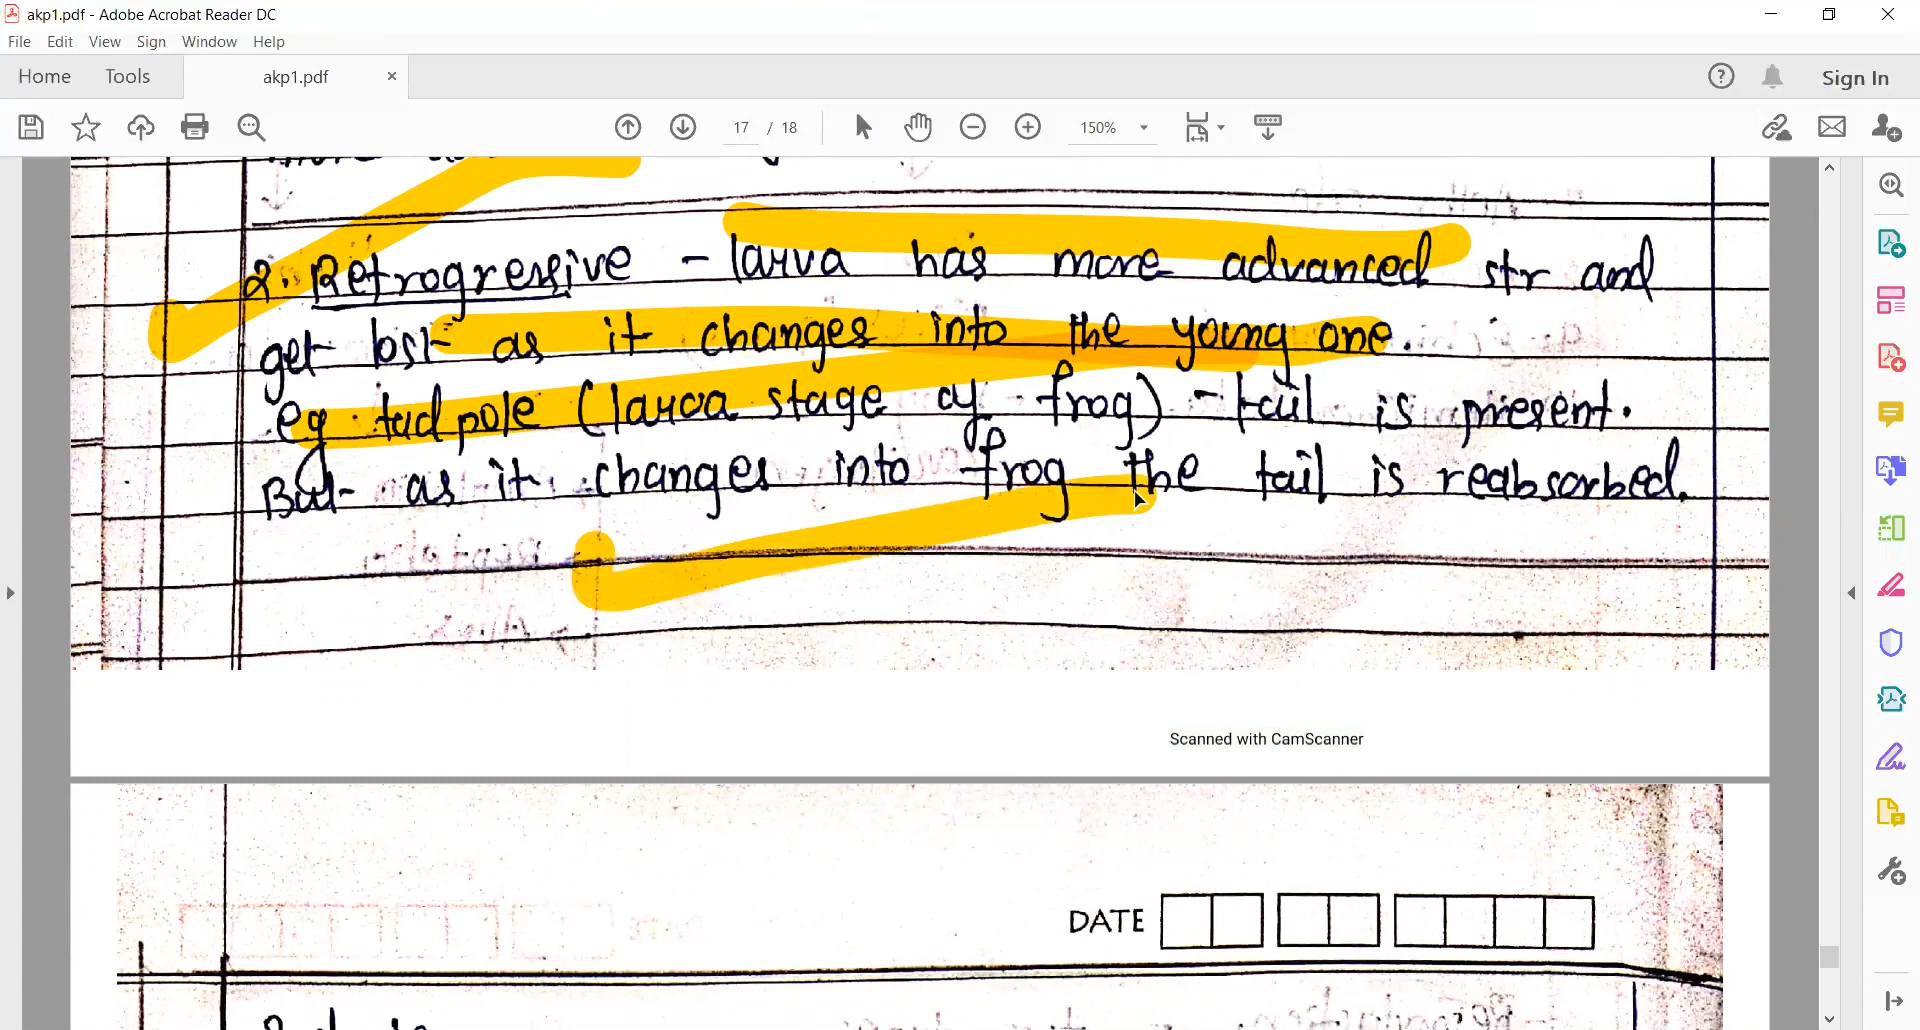 akp1.pdf - Adobe Acrobat Reader DC
File Edit View Sign Window Help
Home Tools akp1.pdf × Sign In
17 / 18 150%
2. Retrogressive - larva has more advanced str and
get lost as it changes into the young one.
eg. tadpole (larva stage of frog) - tail is present.
But as it changes into frog the tail is reabsorbed.
Scanned with CamScanner
DATE